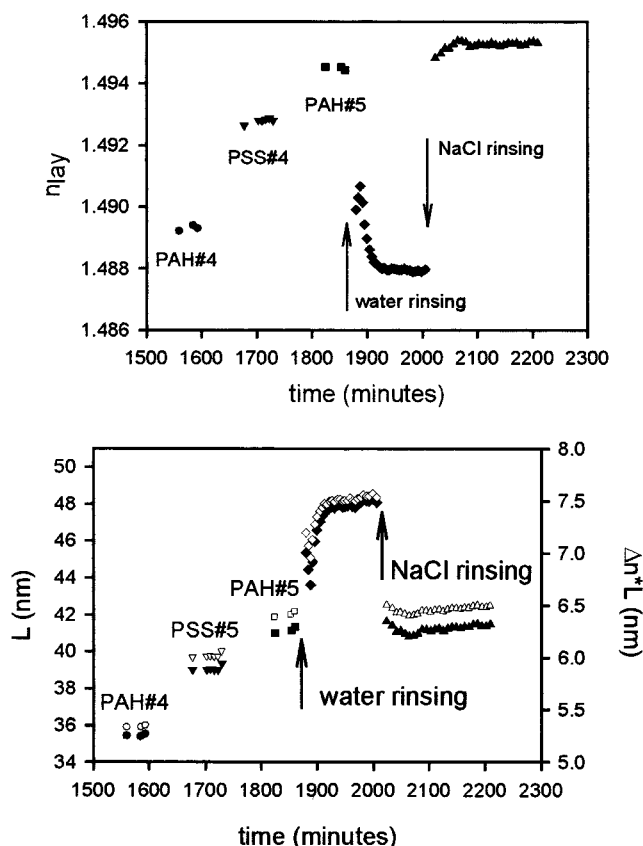 1.496
1.494
1.492
1.490
1.488
1.486
nlay
PAH#5
PSS#4
NaCl rinsing
PAH#4
water rinsing
1500 1600 1700 1800 1900 2000 2100 2200 2300
time (minutes)
50
48
46
44
42
40
38
36
34
L (nm)
8.0
7.5
7.0
6.5
6.0
5.5
5.0
Δn*L (nm)
PAH#5
NaCl rinsing
PSS#5
water rinsing
PAH#4
1500 1600 1700 1800 1900 2000 2100 2200 2300
time (minutes)